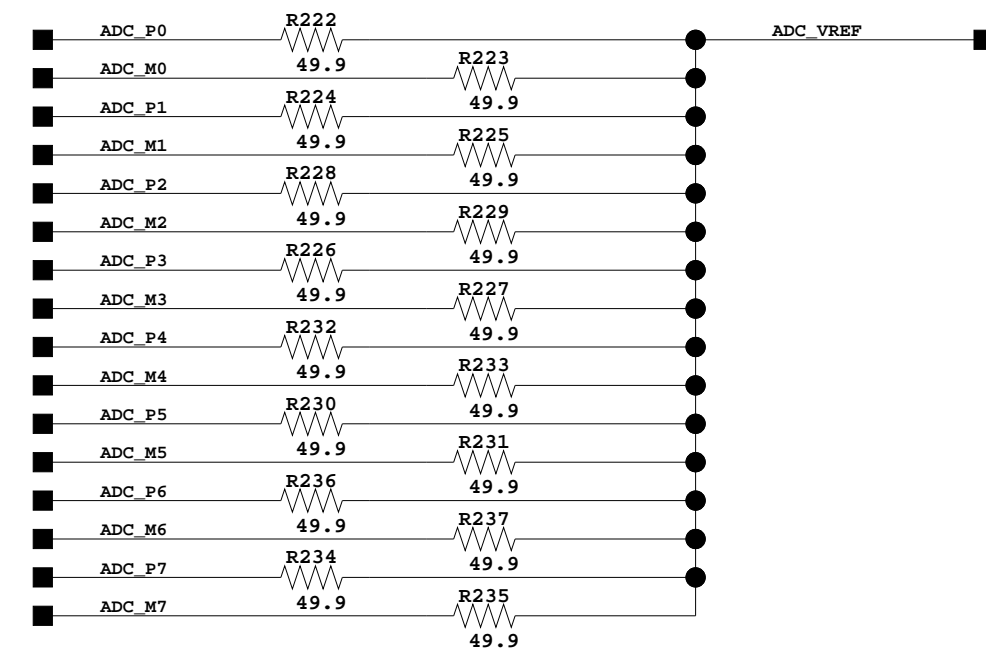 ADC_P0 R222 ADC_VREF
49.9
ADC_M0 R223
49.9
ADC_P1 R224
49.9
ADC_M1 R225
49.9
ADC_P2 R228
49.9
ADC_M2 R229
49.9
ADC_P3 R226
49.9
ADC_M3 R227
49.9
ADC_P4 R232
49.9
ADC_M4 R233
49.9
ADC_P5 R230
49.9
ADC_M5 R231
49.9
ADC_P6 R236
49.9
ADC_M6 R237
49.9
ADC_P7 R234
49.9
ADC_M7 R235
49.9